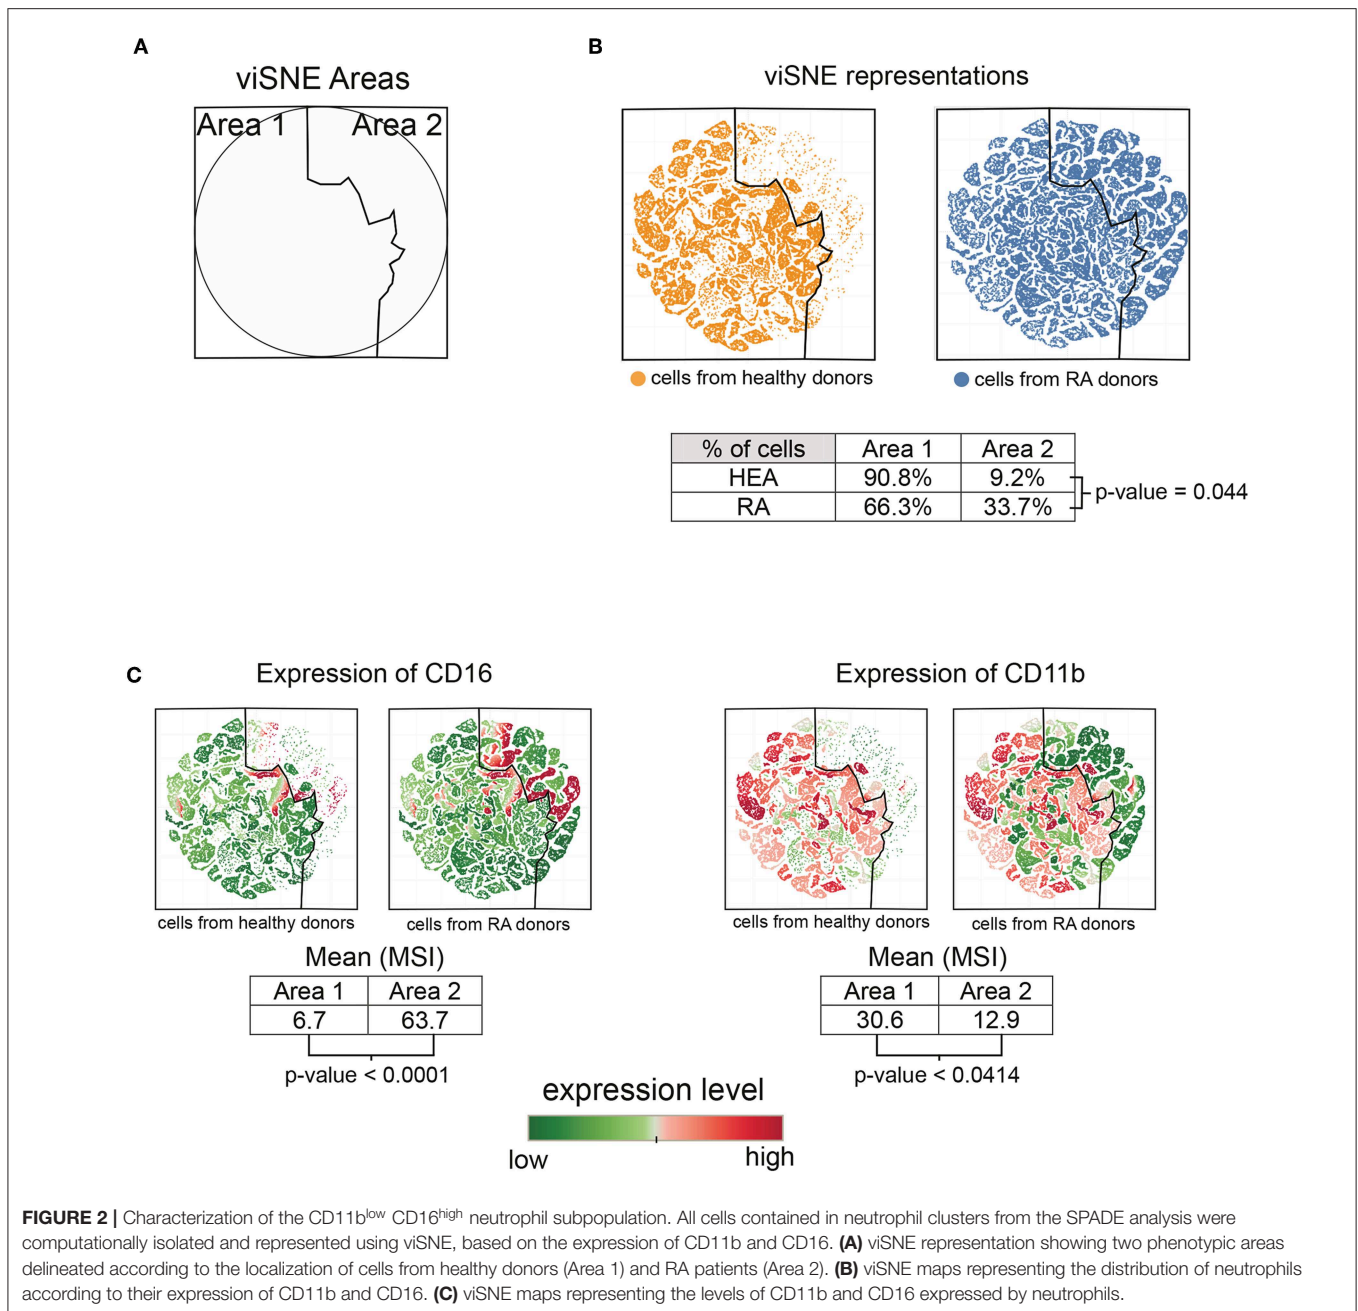 A
viSNE Areas
Area 1 Area 2
B
viSNE representations
cells from healthy donors
cells from RA donors
% of cells Area 1 Area 2
HEA 90.8% 9.2%
RA 66.3% 33.7%
p-value = 0.044
C
Expression of CD16
cells from healthy donors
cells from RA donors
Mean (MSI)
Area 1 Area 2
6.7 63.7
p-value < 0.0001
Expression of CD11b
cells from healthy donors
cells from RA donors
Mean (MSI)
Area 1 Area 2
30.6 12.9
p-value < 0.0414
expression level
low high
FIGURE 2 | Characterization of the CD11b^low CD16^high neutrophil subpopulation. All cells contained in neutrophil clusters from the SPADE analysis were
computationally isolated and represented using viSNE, based on the expression of CD11b and CD16. (A) viSNE representation showing two phenotypic areas
delineated according to the localization of cells from healthy donors (Area 1) and RA patients (Area 2). (B) viSNE maps representing the distribution of neutrophils
according to their expression of CD11b and CD16. (C) viSNE maps representing the levels of CD11b and CD16 expressed by neutrophils.